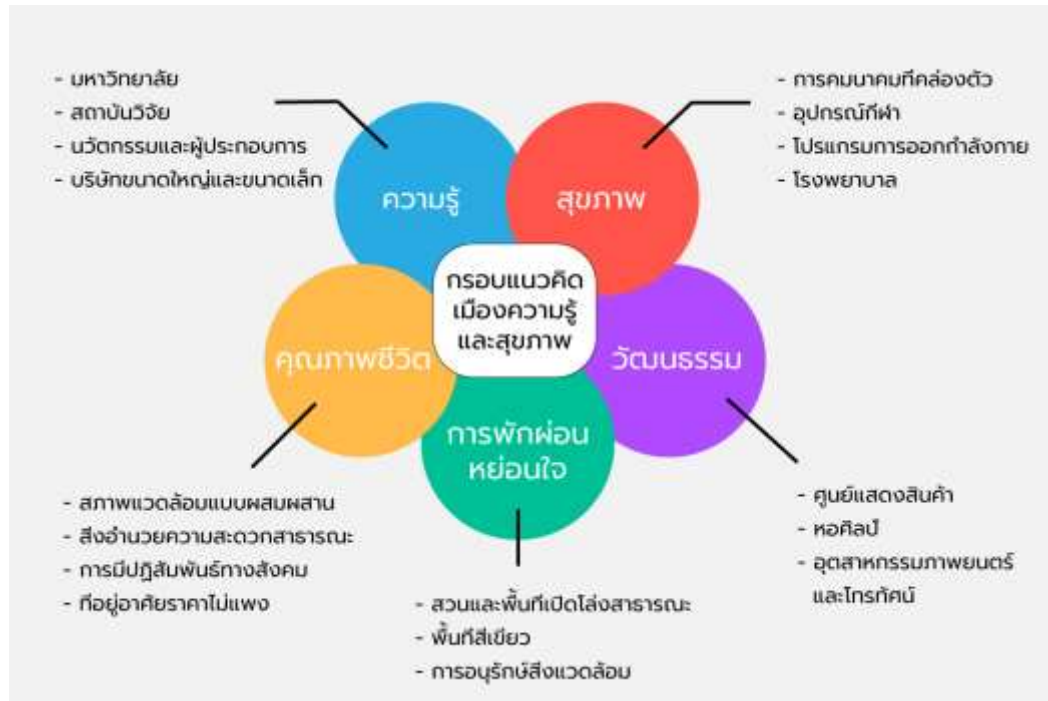 - มหาวิทยาลัย
- สถาบันวิจัย
- นวัตกรรมและผู้ประกอบการ
- บริษัทขนาดใหญ่และขนาดเล็ก
- การคมนาคมที่คล่องตัว
- อุปกรณ์กีฬา
- โปรแกรมการออกกำลังกาย
- โรงพยาบาล
ความรู้
สุขภาพ
กรอบแนวคิด
เมืองความรู้
และสุขภาพ
คุณภาพชีวิต
วัฒนธรรม
การพักผ่อน
หย่อนใจ
- สภาพแวดล้อมแบบผสมผสาน
- สิ่งอำนวยความสะดวกสาธารณะ
- การมีปฏิสัมพันธ์ทางสังคม
- ที่อยู่อาศัยราคาไม่แพง
- สวนและพื้นที่เปิดโล่งสาธารณะ
- พื้นที่สีเขียว
- การอนุรักษ์สิ่งแวดล้อม
- ศูนย์แสดงสินค้า
- หอศิลป์
- อุตสาหกรรมภาพยนตร์
และโทรทัศน์